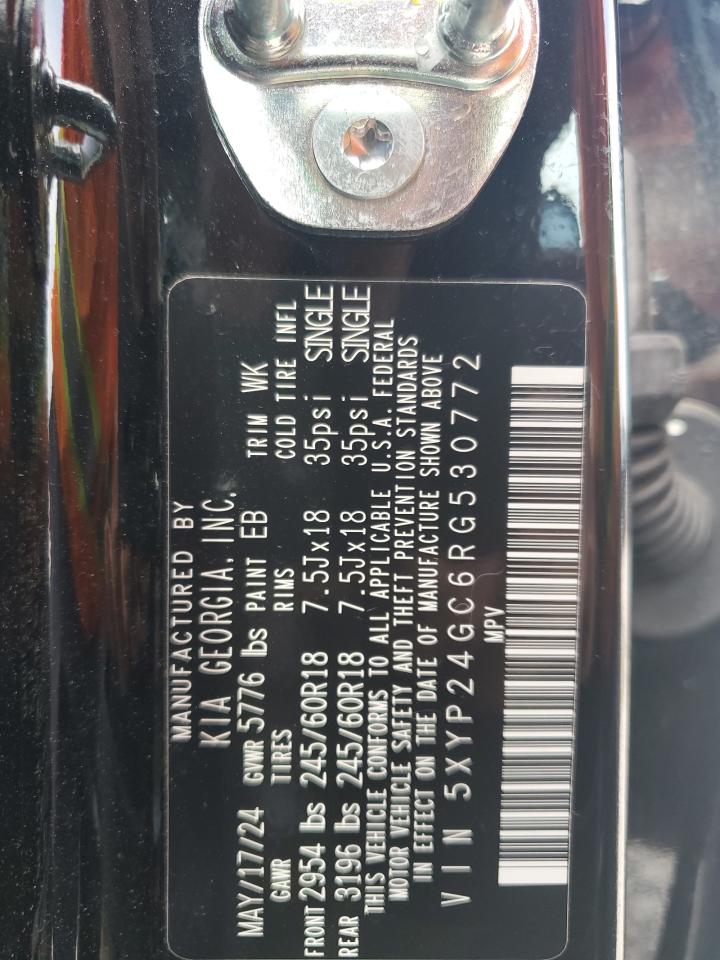 MANUFACTURED BY
KIA GEORGIA, INC.
MAY/17/24 GVWR 5776 lbs PAINT EB TRIM WK
GAWR TIRES RIMS COLD TIRE INFL
FRONT 2954 lbs 245/60R18 7.5Jx18 35psi SINGLE
REAR 3196 lbs 245/60R18 7.5Jx18 35psi SINGLE
THIS VEHICLE CONFORMS TO ALL APPLICABLE U.S.A. FEDERAL
MOTOR VEHICLE SAFETY AND THEFT PREVENTION STANDARDS
IN EFFECT ON THE DATE OF MANUFACTURE SHOWN ABOVE
VIN 5XYP24GC6RG530772
MPV